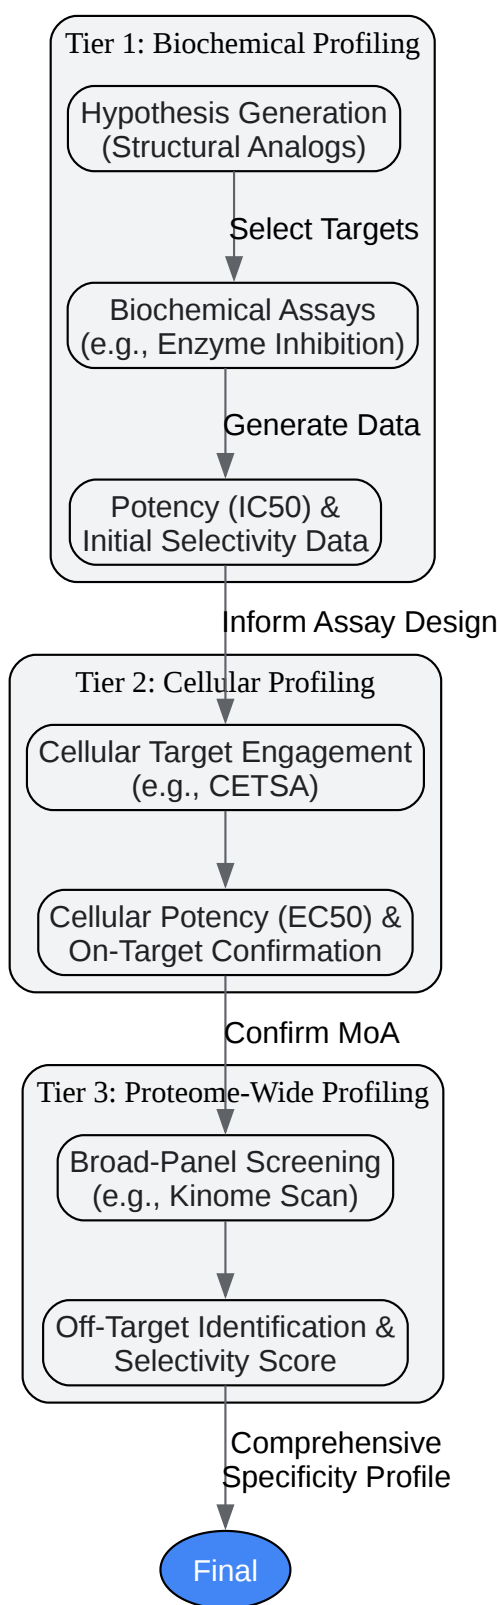 Tier 1: Biochemical Profiling
Hypothesis Generation
(Structural Analogs)
Select Targets
Biochemical Assays
(e.g., Enzyme Inhibition)
Generate Data
Potency (IC50) &
Initial Selectivity Data
Inform Assay Design
Tier 2: Cellular Profiling
Cellular Target Engagement
(e.g., CETSA)
Cellular Potency (EC50) &
On-Target Confirmation
Confirm MoA
Tier 3: Proteome-Wide Profiling
Broad-Panel Screening
(e.g., Kinome Scan)
Off-Target Identification &
Selectivity Score
Comprehensive
Specificity Profile
Final